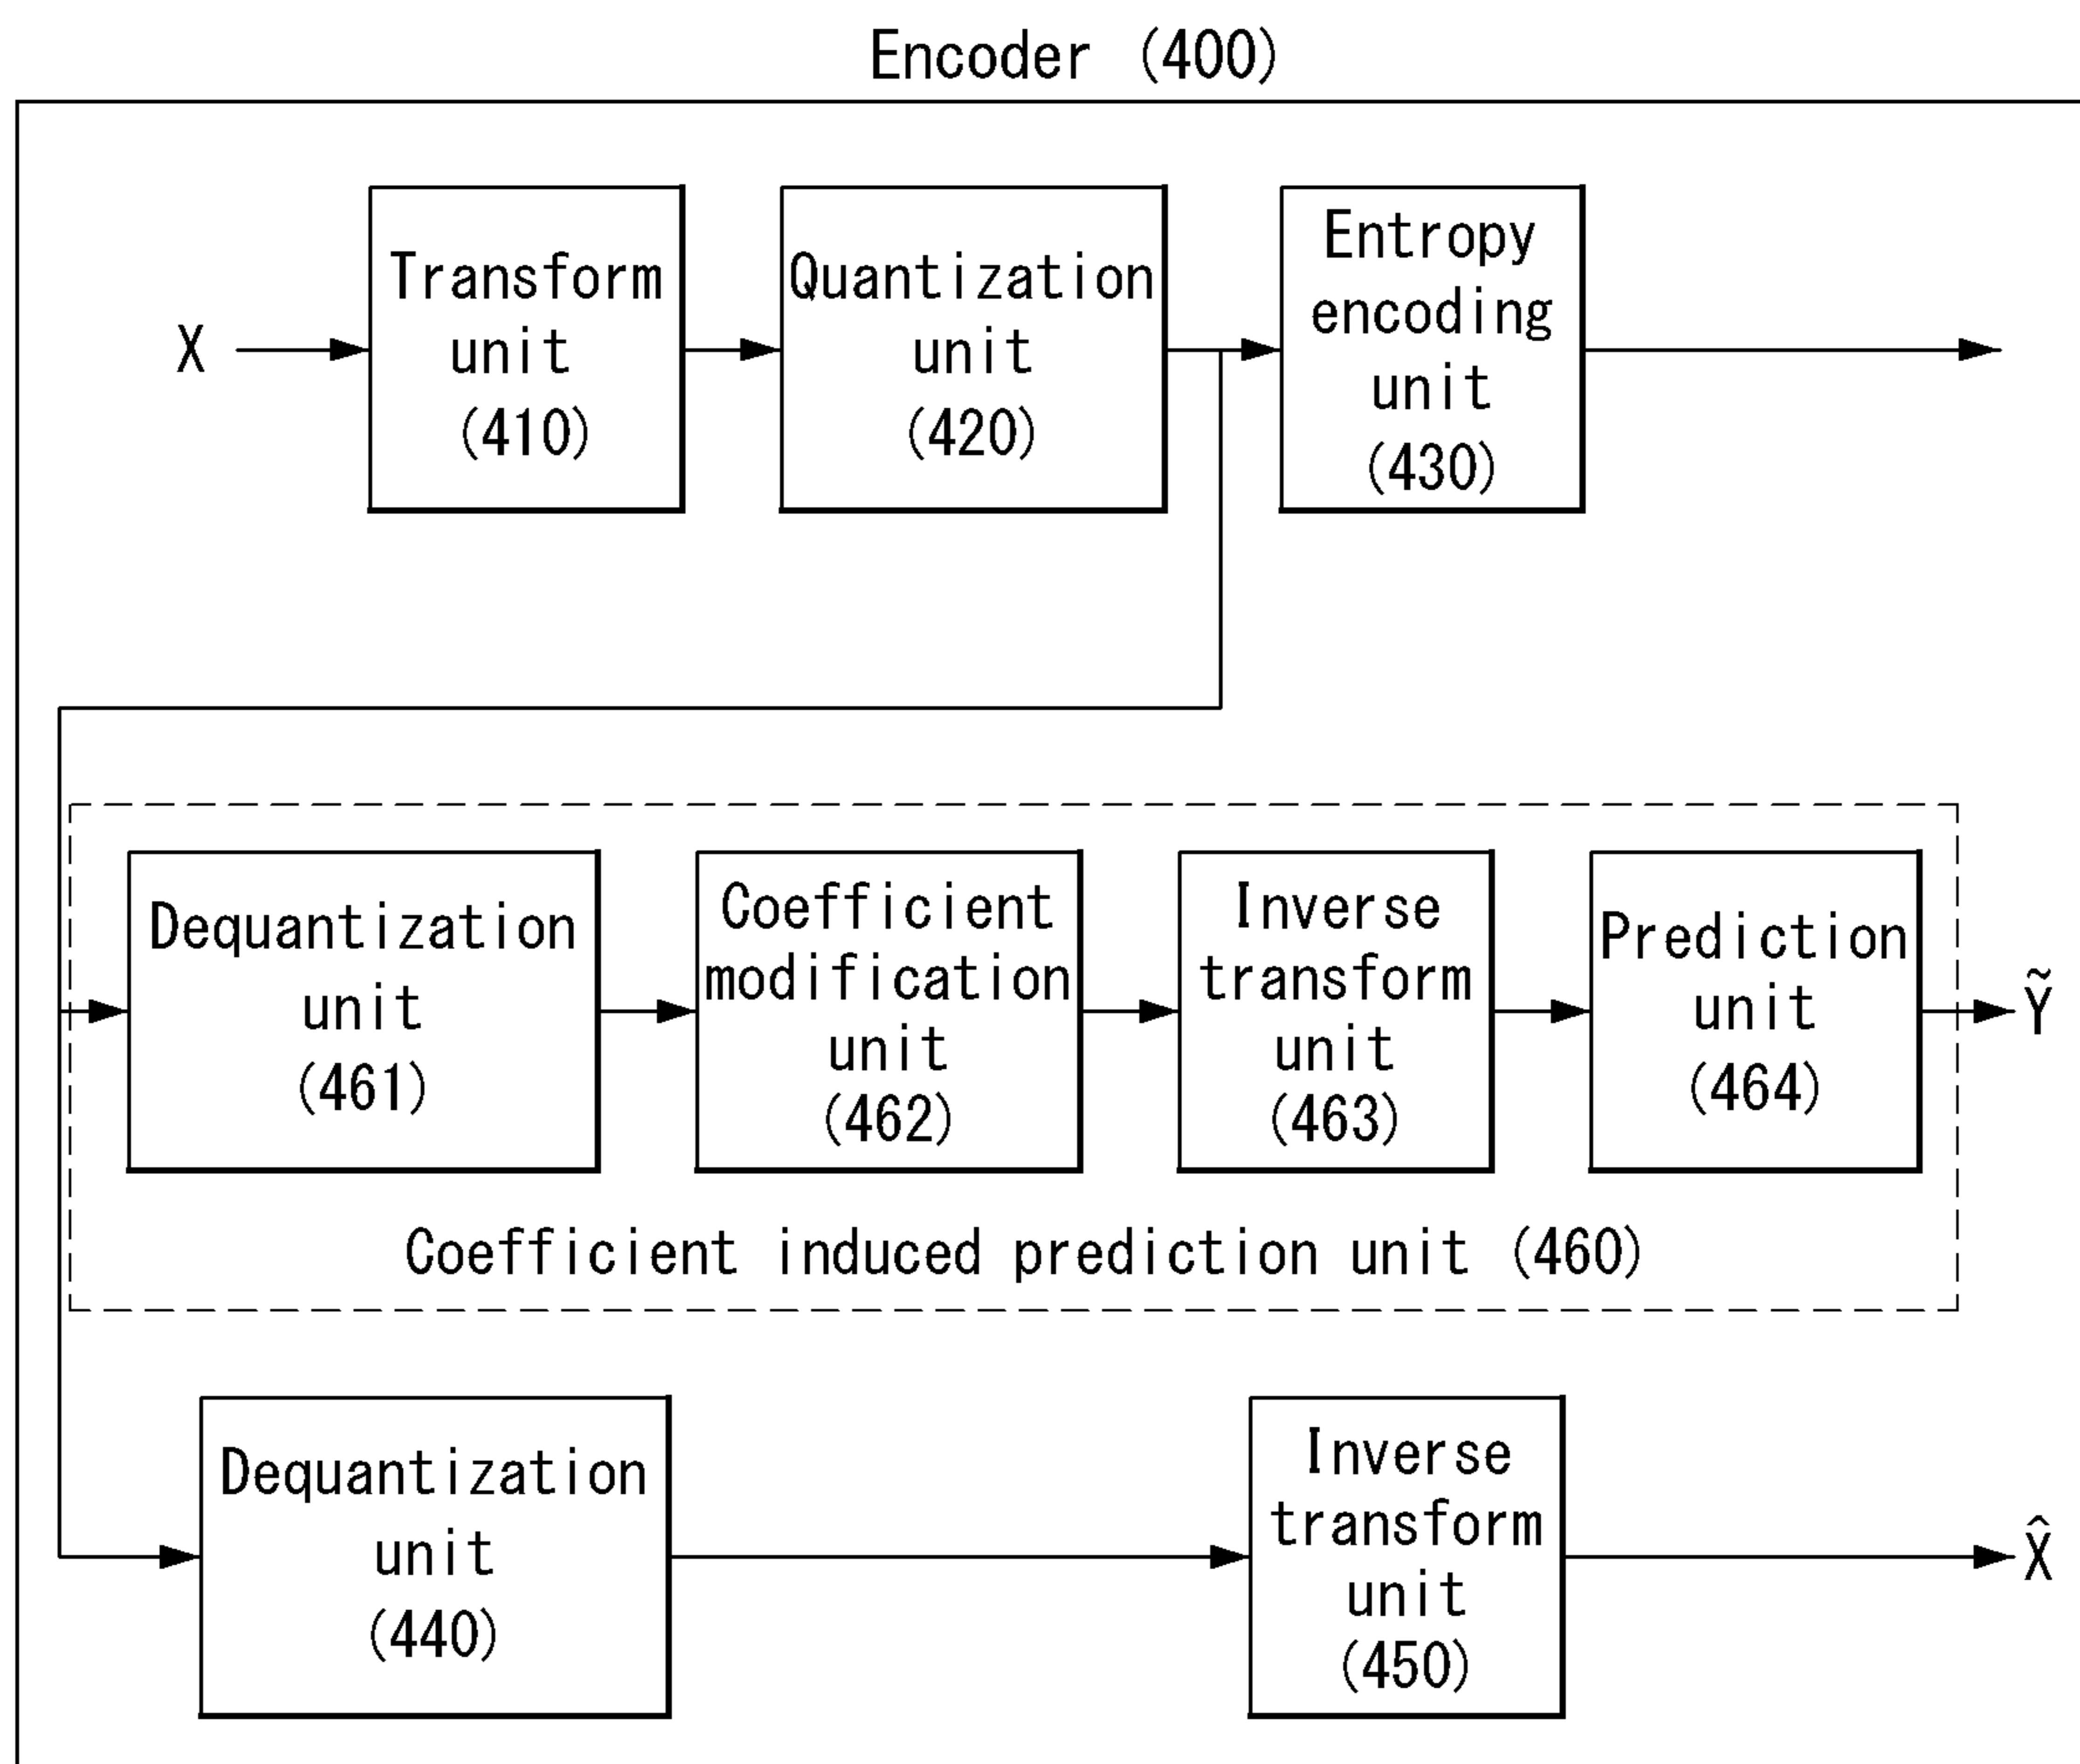 Encoder (400)
X
Transform
unit
(410)
Quantization
unit
(420)
Entropy
encoding
unit
(430)
Dequantization
unit
(461)
Coefficient
modification
unit
(462)
Inverse
transform
unit
(463)
Prediction
unit
(464)
Ỹ
Coefficient induced prediction unit (460)
Dequantization
unit
(440)
Inverse
transform
unit
(450)
X̂